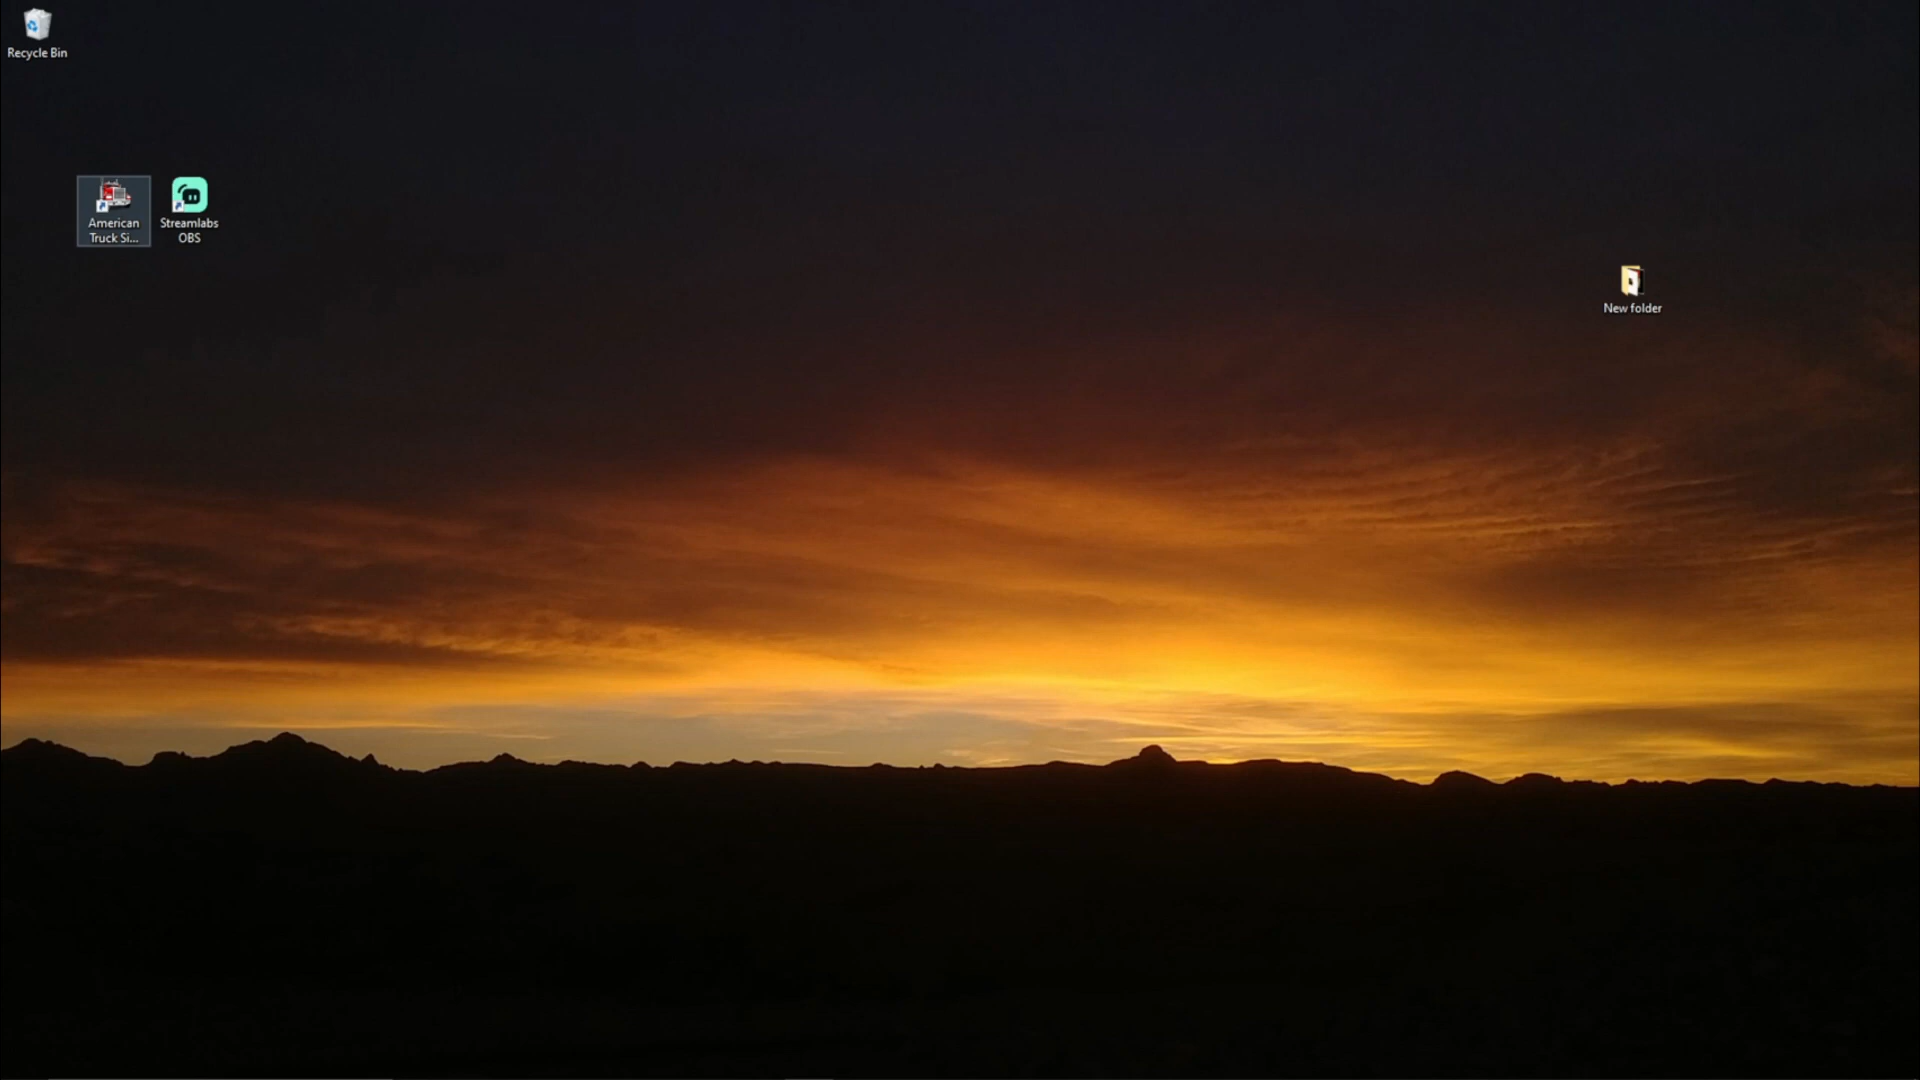 Recycle Bin
American
Truck Si...
Streamlabs
OBS
New folder